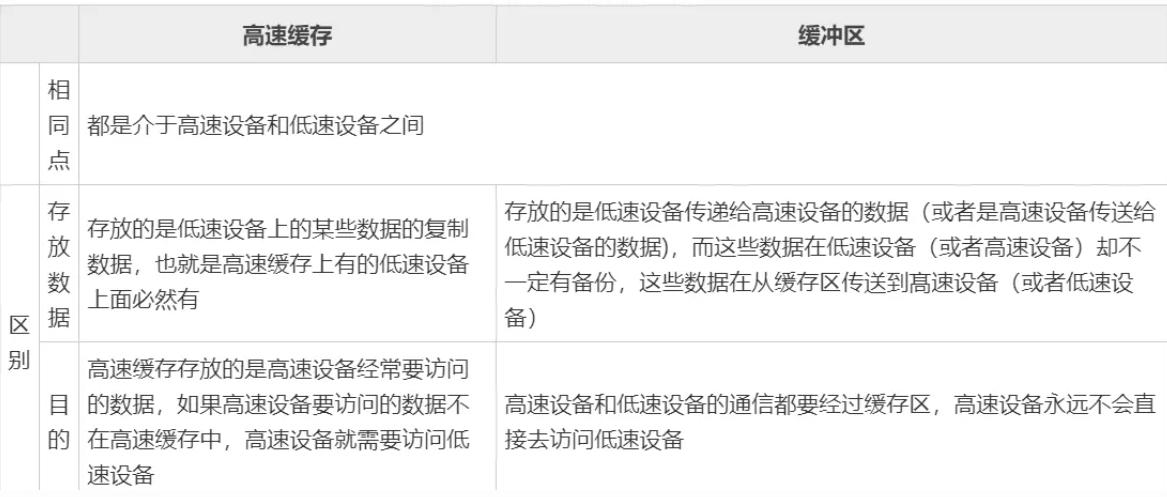 高速缓存
缓冲区
相同点
都是介于高速设备和低速设备之间
区别
存放数据
存放的是低速设备上的某些数据的复制
数据，也就是高速缓存上有的低速设备
上面必然有
存放的是低速设备传递给高速设备的数据（或者是高速设备传送给
低速设备的数据)，而这些数据在低速设备（或者高速设备）却不
一定有备份，这些数据在从缓存区传送到高速设备（或者低速设
备）
目的
高速缓存存放的是高速设备经常要访问
的数据，如果高速设备要访问的数据不
在高速缓存中，高速设备就需要访问低
速设备
高速设备和低速设备的通信都要经过缓存区，高速设备永远不会直
接去访问低速设备